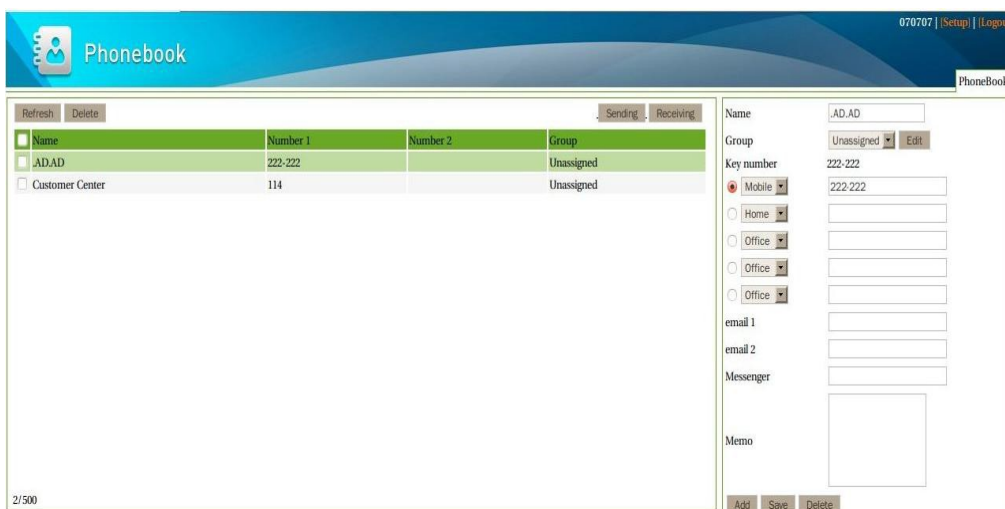 070707 | [Setup] | [Logou
Phonebook
PhoneBook
Refresh Delete
. Sending . Receiving
Name Number 1 Number 2 Group
.AD.AD 222-222 Unassigned
Customer Center 114 Unassigned
2/500
Name .AD.AD
Group Unassigned Edit
Key number 222-222
Mobile 222-222
Home
Office
Office
Office
email 1
email 2
Messenger
Memo
Add Save Delete